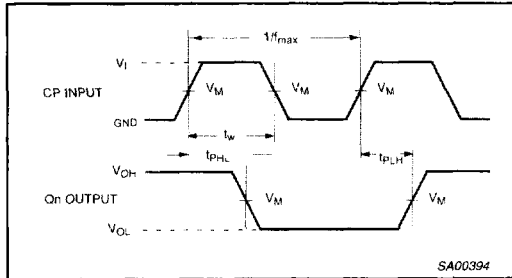 1/fmax
VI
CP INPUT
VM
VM
VM
GND
tw
tPHL
tPLH
VOH
Qn OUTPUT
VM
VM
VOL
SA00394